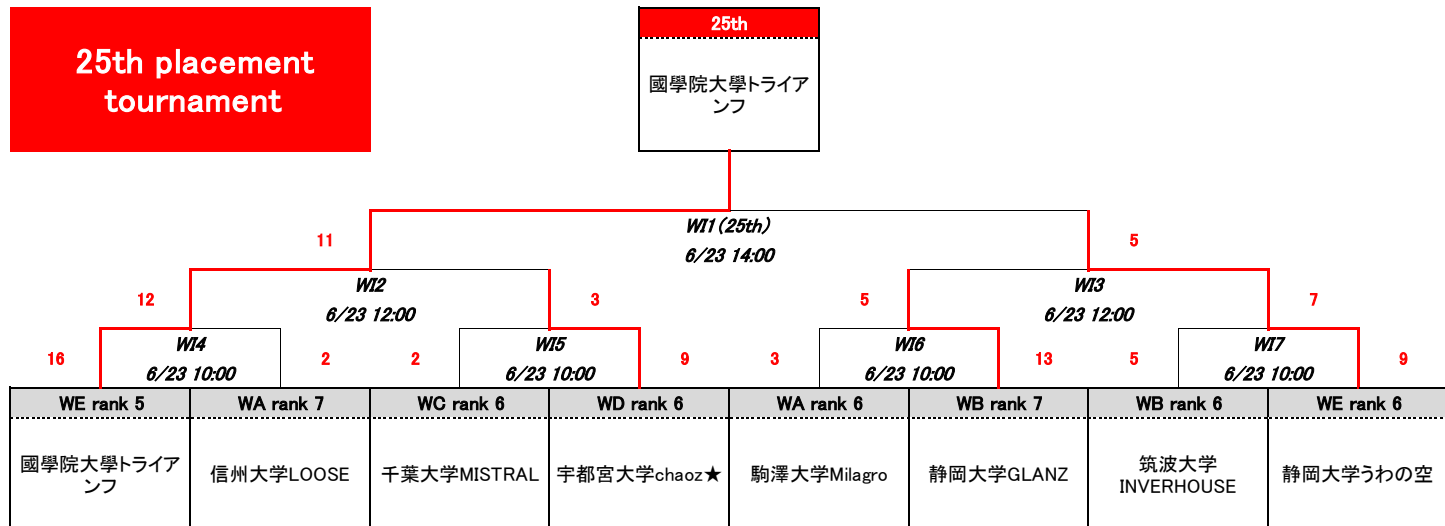 25th placement
tournament
25th
國學院大學トライア
ンフ
WI1(25th)
6/23 14:00
11
5
WI2
6/23 12:00
12
3
WI3
6/23 12:00
5
7
WI4
6/23 10:00
16
2
WI5
6/23 10:00
2
9
WI6
6/23 10:00
3
13
WI7
6/23 10:00
5
9
WE rank 5
WA rank 7
WC rank 6
WD rank 6
WA rank 6
WB rank 7
WB rank 6
WE rank 6
國學院大學トライア
ンフ
信州大学LOOSE
千葉大学MISTRAL
宇都宮大学chaoz★
駒澤大学Milagro
静岡大学GLANZ
筑波大学
INVERHOUSE
静岡大学うわの空